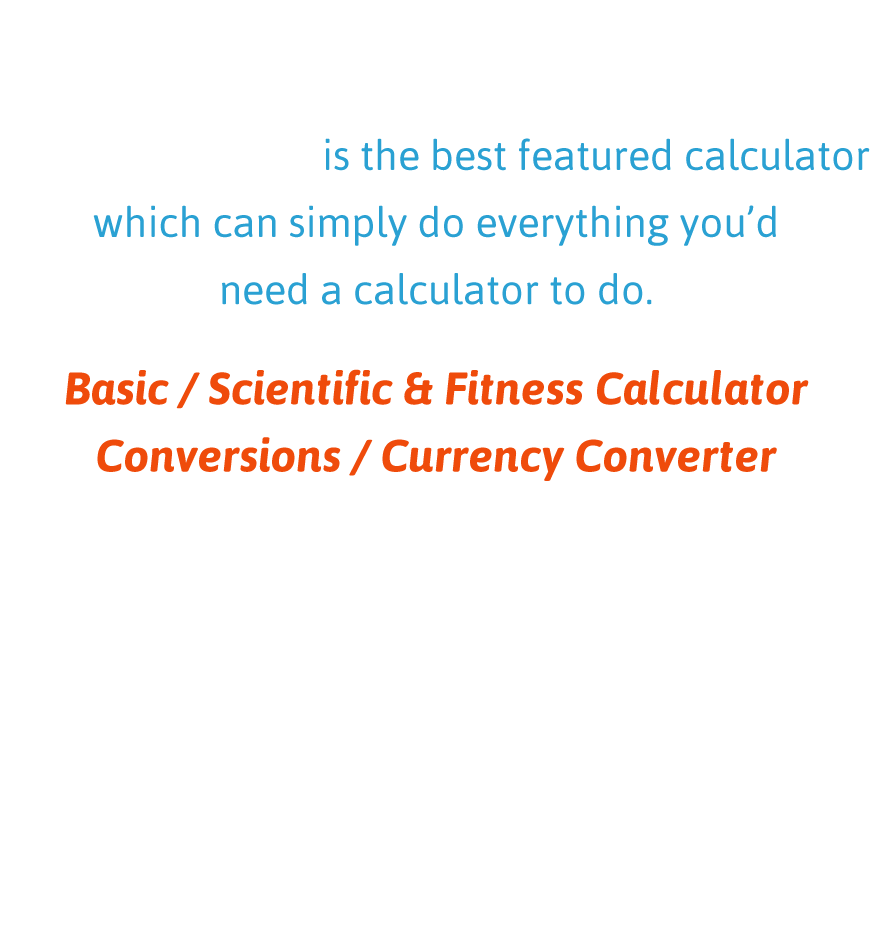 is the best featured calculator
which can simply do everything you’d
need a calculator to do.
Basic / Scientific & Fitness Calculator
Conversions / Currency Converter